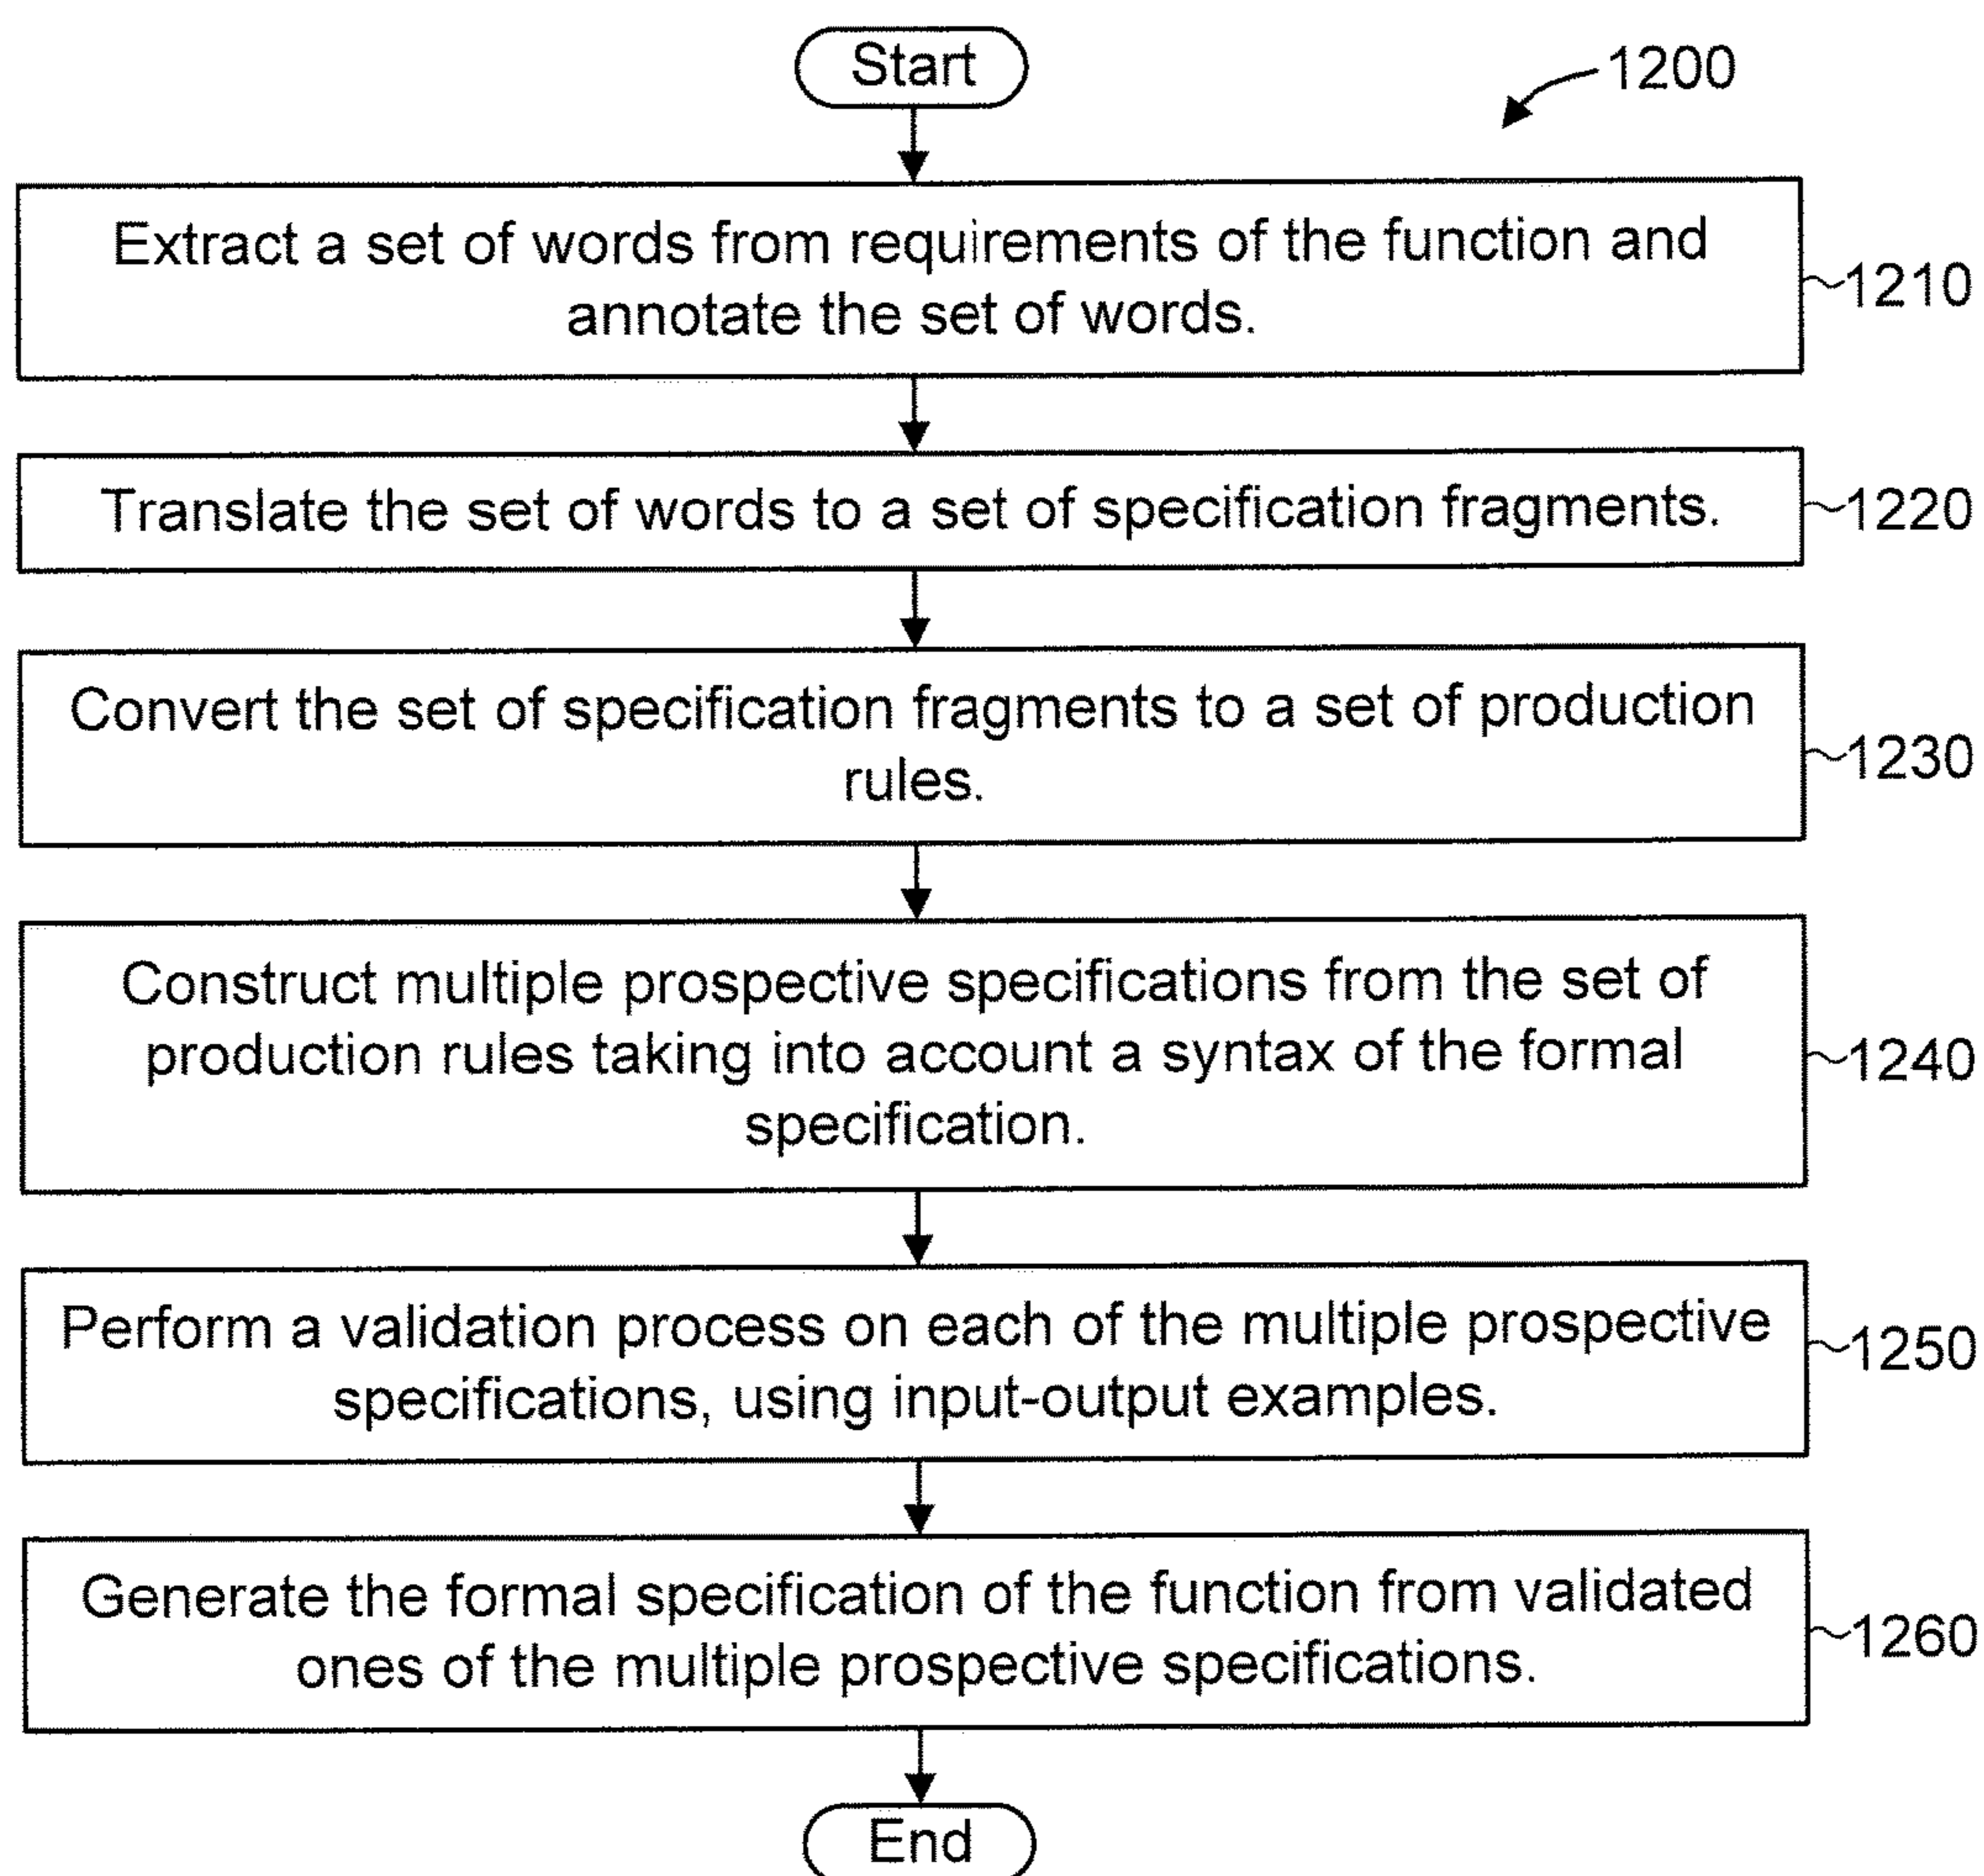 Start
1200
Extract a set of words from requirements of the function and
annotate the set of words.
1210
Translate the set of words to a set of specification fragments.
1220
Convert the set of specification fragments to a set of production
rules.
1230
Construct multiple prospective specifications from the set of
production rules taking into account a syntax of the formal
specification.
1240
Perform a validation process on each of the multiple prospective
specifications, using input-output examples.
1250
Generate the formal specification of the function from validated
ones of the multiple prospective specifications.
1260
End